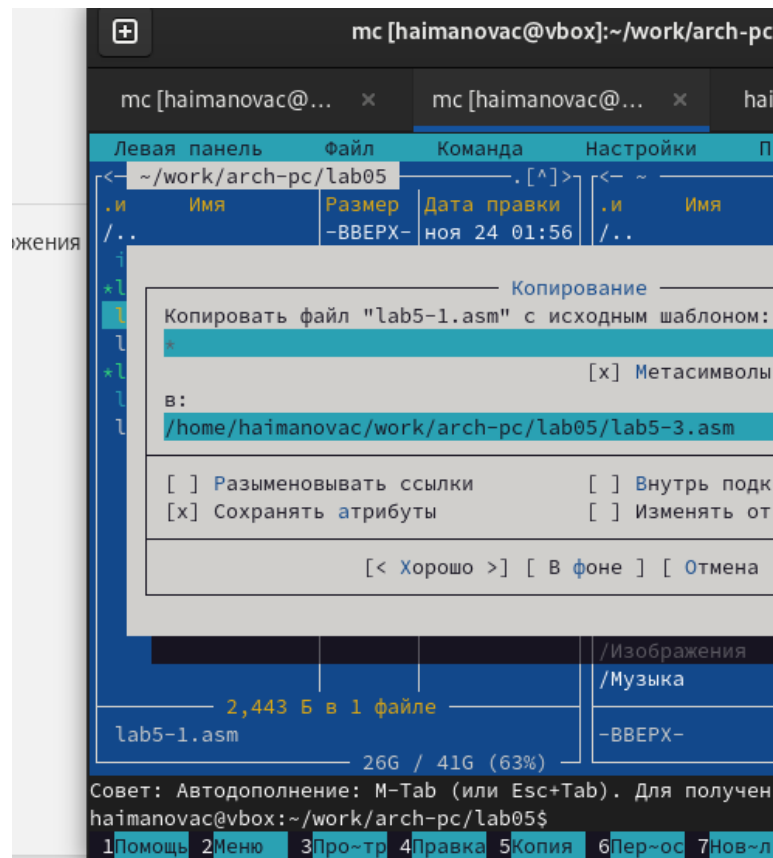 mc [haimanovac@vbox]:~/work/arch-pc
mc [haimanovac@... × mc [haimanovac@... ×
Левая панель Файл Команда Настройки
<─ ~/work/arch-pc/lab05 .[^]> <─ ~
.и Имя Размер Дата правки .и Имя
/.. -ВВЕРХ- ноя 24 01:56 /..
Копирование
Копировать файл "lab5-1.asm" с исходным шаблоном:
*
[x] Метасимволы
в:
/home/haimanovac/work/arch-pc/lab05/lab5-3.asm
[ ] Разыменовывать ссылки [ ] Внутрь подк
[x] Сохранять атрибуты [ ] Изменять от
[< Хорошо >] [ В фоне ] [ Отмена
/Изображения
/Музыка
2,443 Б в 1 файле
lab5-1.asm -ВВЕРХ-
26G / 41G (63%)
Совет: Автодополнение: M-Tab (или Esc+Tab). Для получен
haimanovac@vbox:~/work/arch-pc/lab05$
1Помощь 2Меню 3Про~тр 4Правка 5Копия 6Пер~ос 7Нов~л